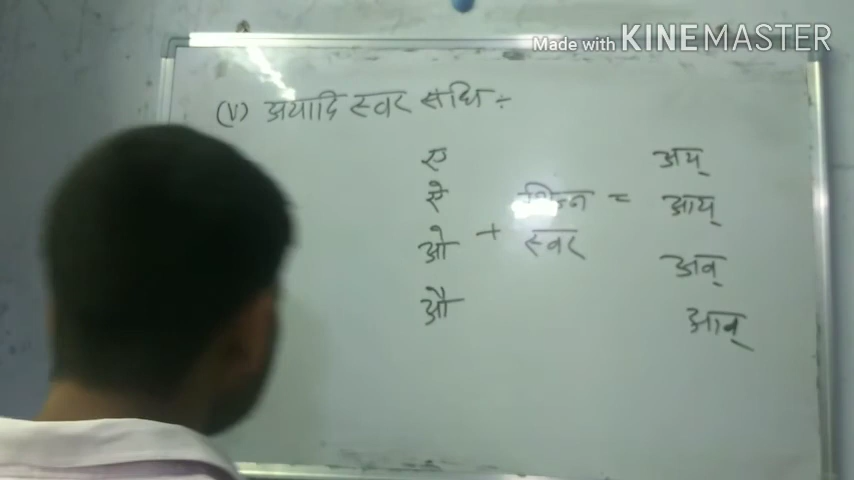 Made with KINEMASTER
(V) अयादि स्वर संधि ÷
ए अय्
ऐ भिन्न = आय्
ओ + स्वर अव्
औ आव्